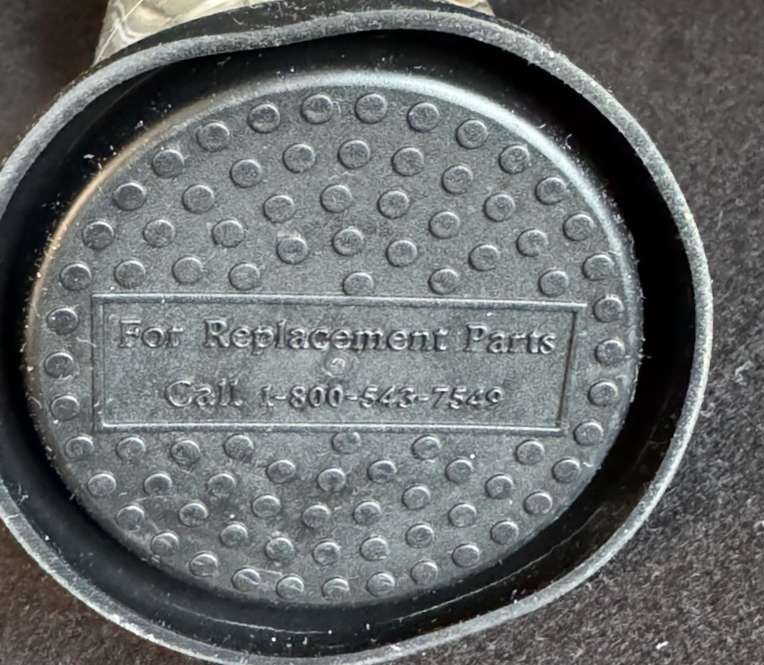 For Replacement Parts
Call 1-800-543-7549